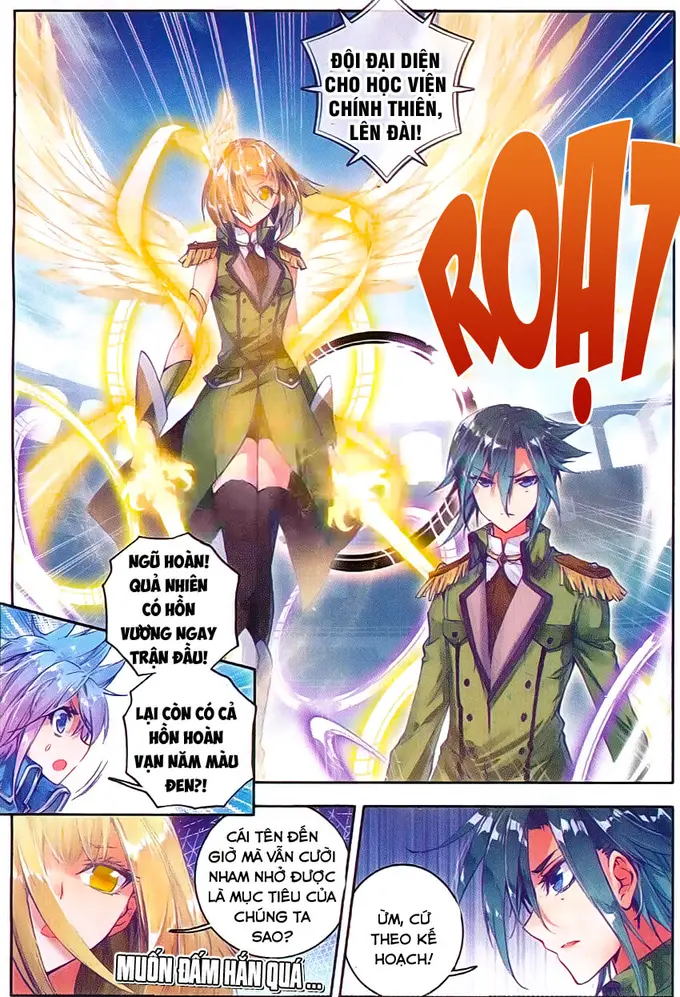 ĐỘI ĐẠI DIỆN
CHO HỌC VIỆN
CHÍNH THIÊN,
LÊN ĐÀI!
ROẠT
NGŨ HOÀN!
QUẢ NHIÊN
CÓ HỒN
VƯƠNG NGAY
TRẬN ĐẦU!
LẠI CÒN CÓ CẢ
HỒN HOÀN
VẠN NĂM MÀU
ĐEN?!
CÁI TÊN ĐẾN
GIỜ MÀ VẪN CƯỜI
NHAM NHỞ ĐƯỢC
LÀ MỤC TIÊU CỦA
CHÚNG TA
SAO?
MUỐN ĐẤM HẮN QUÁ...
ỪM, CỨ
THEO KẾ
HOẠCH!